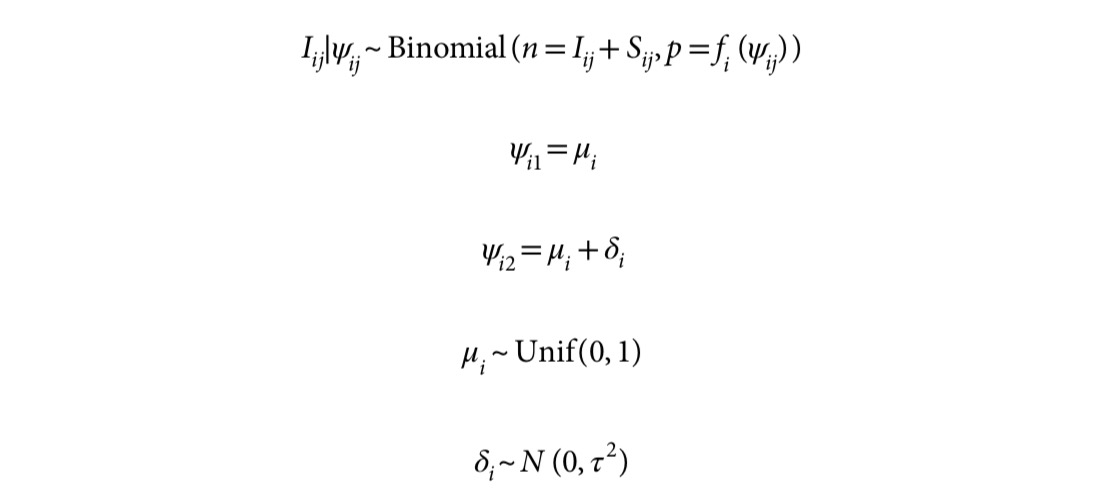 I_{ij}|ψ_{ij} ~ Binomial (n = I_{ij} + S_{ij}, p = f_i (ψ_{ij}))
ψ_{i1} = μ_i
ψ_{i2} = μ_i + δ_i
μ_i ~ Unif(0, 1)
δ_i ~ N (0, τ²)